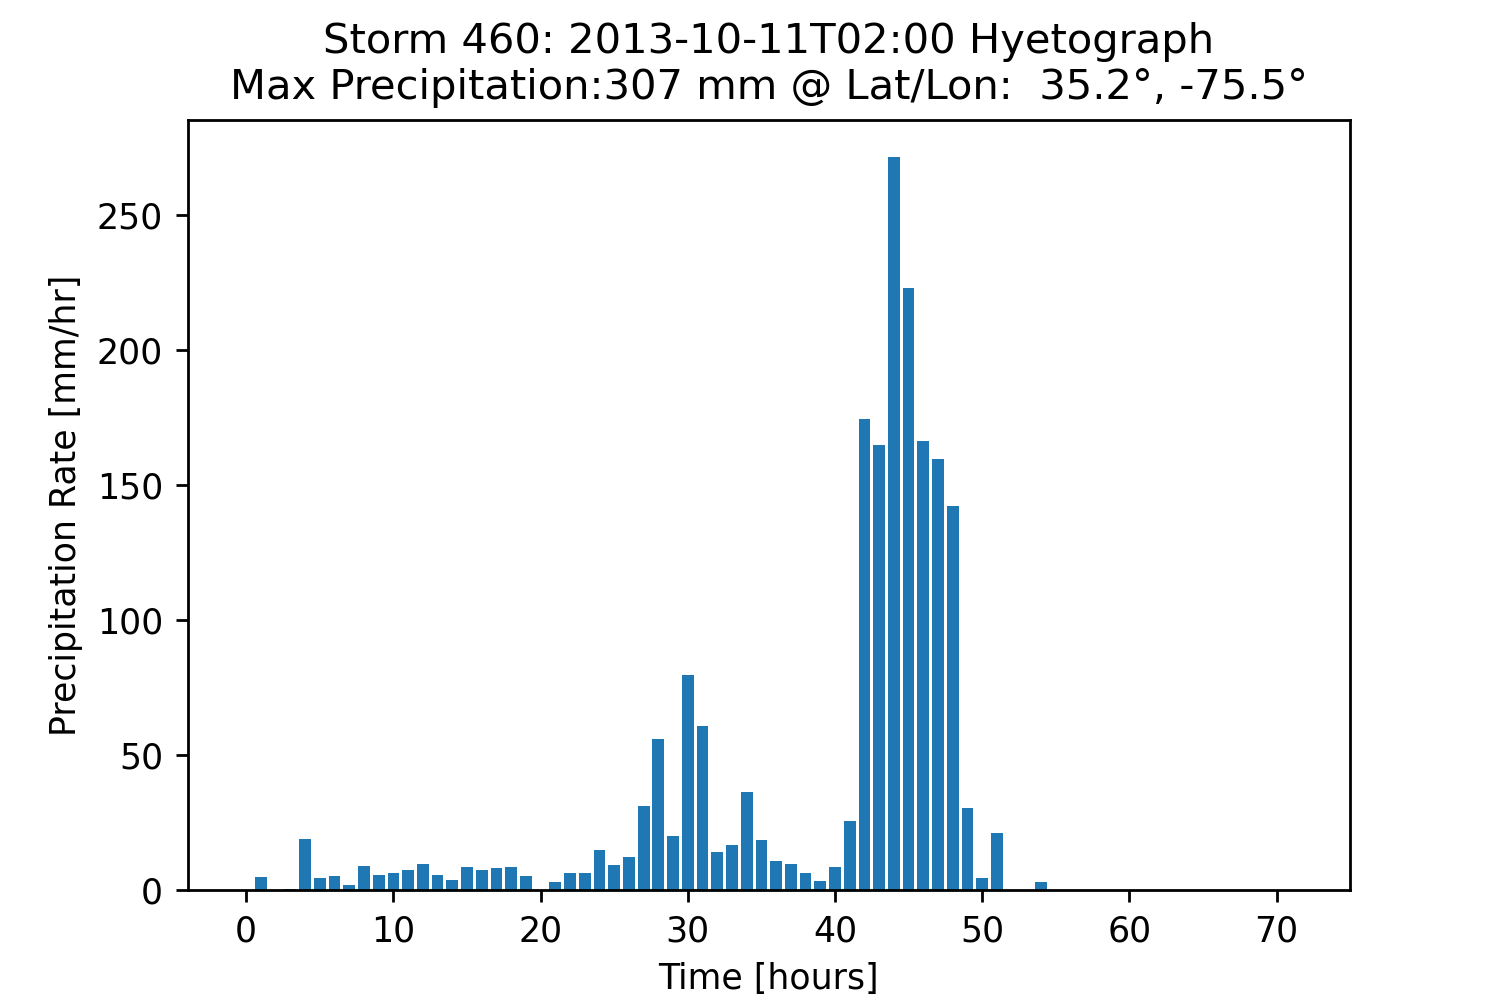 Storm 460: 2013-10-11T02:00 Hyetograph
Max Precipitation:307 mm @ Lat/Lon:  35.2°, -75.5°
Precipitation Rate [mm/hr]
250
200
150
100
50
0
0 10 20 30 40 50 60 70
Time [hours]